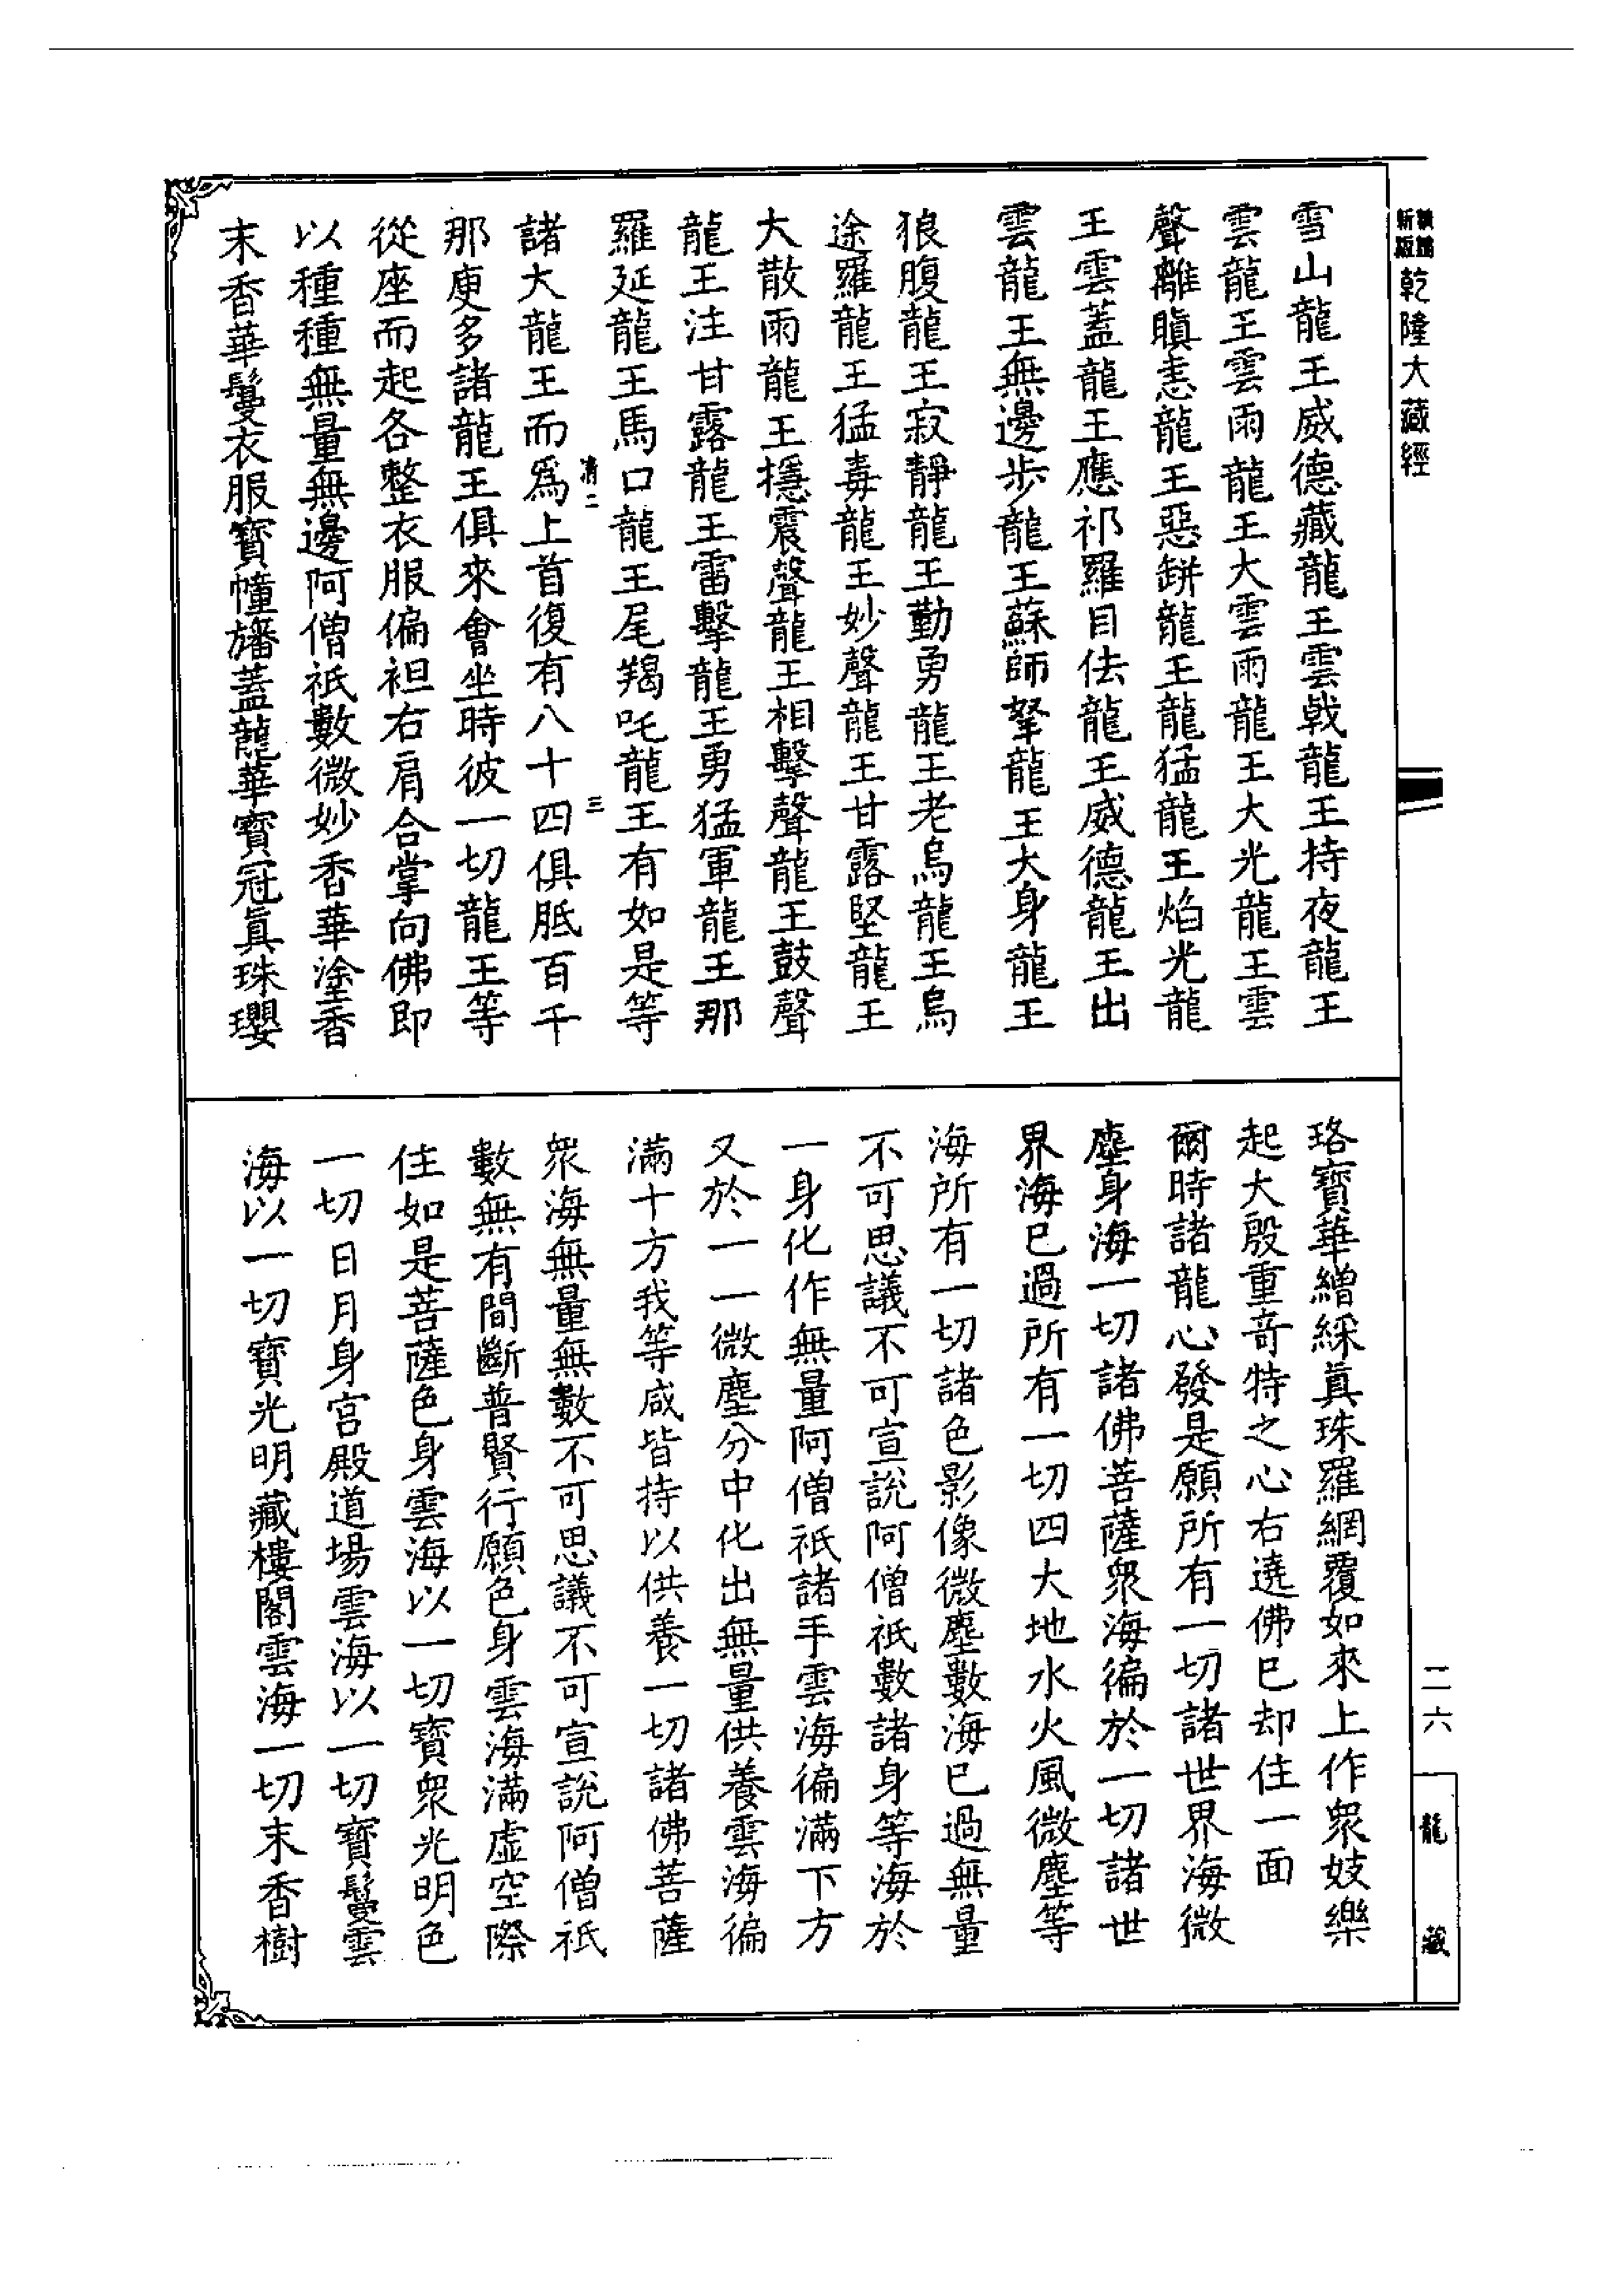 新版
乾隆大藏經
雪山龍王威德藏龍王雲戟龍王持夜龍王
雲龍王雲雨龍王大雲雨龍王大光龍王雲
聲離瞋恚龍王惡缾龍王龍猛龍王焰光龍
王雲蓋龍王應祁羅目佉龍王威德龍王出
雲龍王無邊步龍王蘇師拏龍王大身龍王
狼腹龍王寂靜龍王勤勇龍王老烏龍王烏
途羅龍王猛毒龍王妙聲龍王甘露堅龍王
大散雨龍王隱震聲龍王相擊聲龍王鼓聲
龍王注甘露龍王雷擊龍王勇猛軍龍王那
羅延龍王馬口龍王尾羯吒龍王有如是等
清二
三
諸大龍王而為上首復有八十四俱胝百千
那庾多諸龍王俱來會坐時彼一切龍王等
從座而起各整衣服偏袒右肩合掌向佛即
以種種無量無邊阿僧祇數微妙香華塗香
末香華鬘衣服寶幢旛蓋龍華寶冠真珠瓔
珞寶華繒綵真珠羅網覆如來上作眾妓樂
起大殷重奇特之心右遶佛已却住一面
爾時諸龍心發是願所有一切諸世界海微
塵身海一切諸佛菩薩眾海徧於一切諸世
界海已過所有一切四大地水火風微塵等
海所有一切諸色影像微塵數海已過無量
不可思議不可宣說阿僧祇數諸身等海於
一身化作無量阿僧祇諸手雲海徧滿下方
又於一一微塵分中化出無量供養雲海徧
滿十方我等咸皆持以供養一切諸佛菩薩
眾海無量無數不可思議不可宣說阿僧祇
數無有間斷普賢行願色身雲海滿虛空際
住如是菩薩色身雲海以一切寶眾光明色
一切日月身宮殿道場雲海以一切寶鬘雲
海以一切寶光明藏樓閣雲海一切末香樹
二六
龍藏